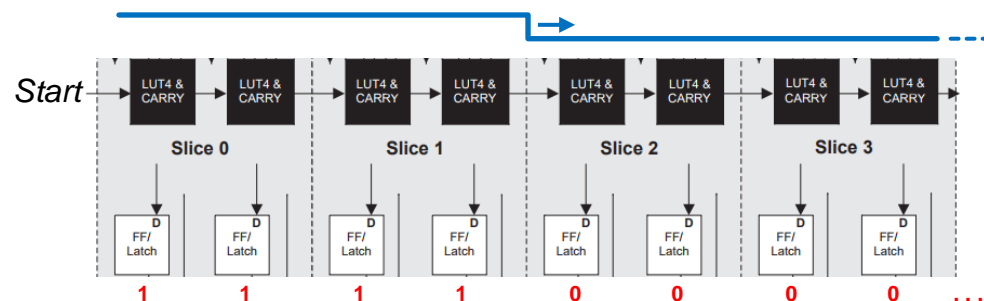 Start
LUT4 & CARRY LUT4 & CARRY LUT4 & CARRY LUT4 & CARRY LUT4 & CARRY LUT4 & CARRY LUT4 & CARRY LUT4 & CARRY
Slice 0 Slice 1 Slice 2 Slice 3
D D D D D D D D
FF/ Latch FF/ Latch FF/ Latch FF/ Latch FF/ Latch FF/ Latch FF/ Latch FF/ Latch
1 1 1 1 0 0 0 0 ...